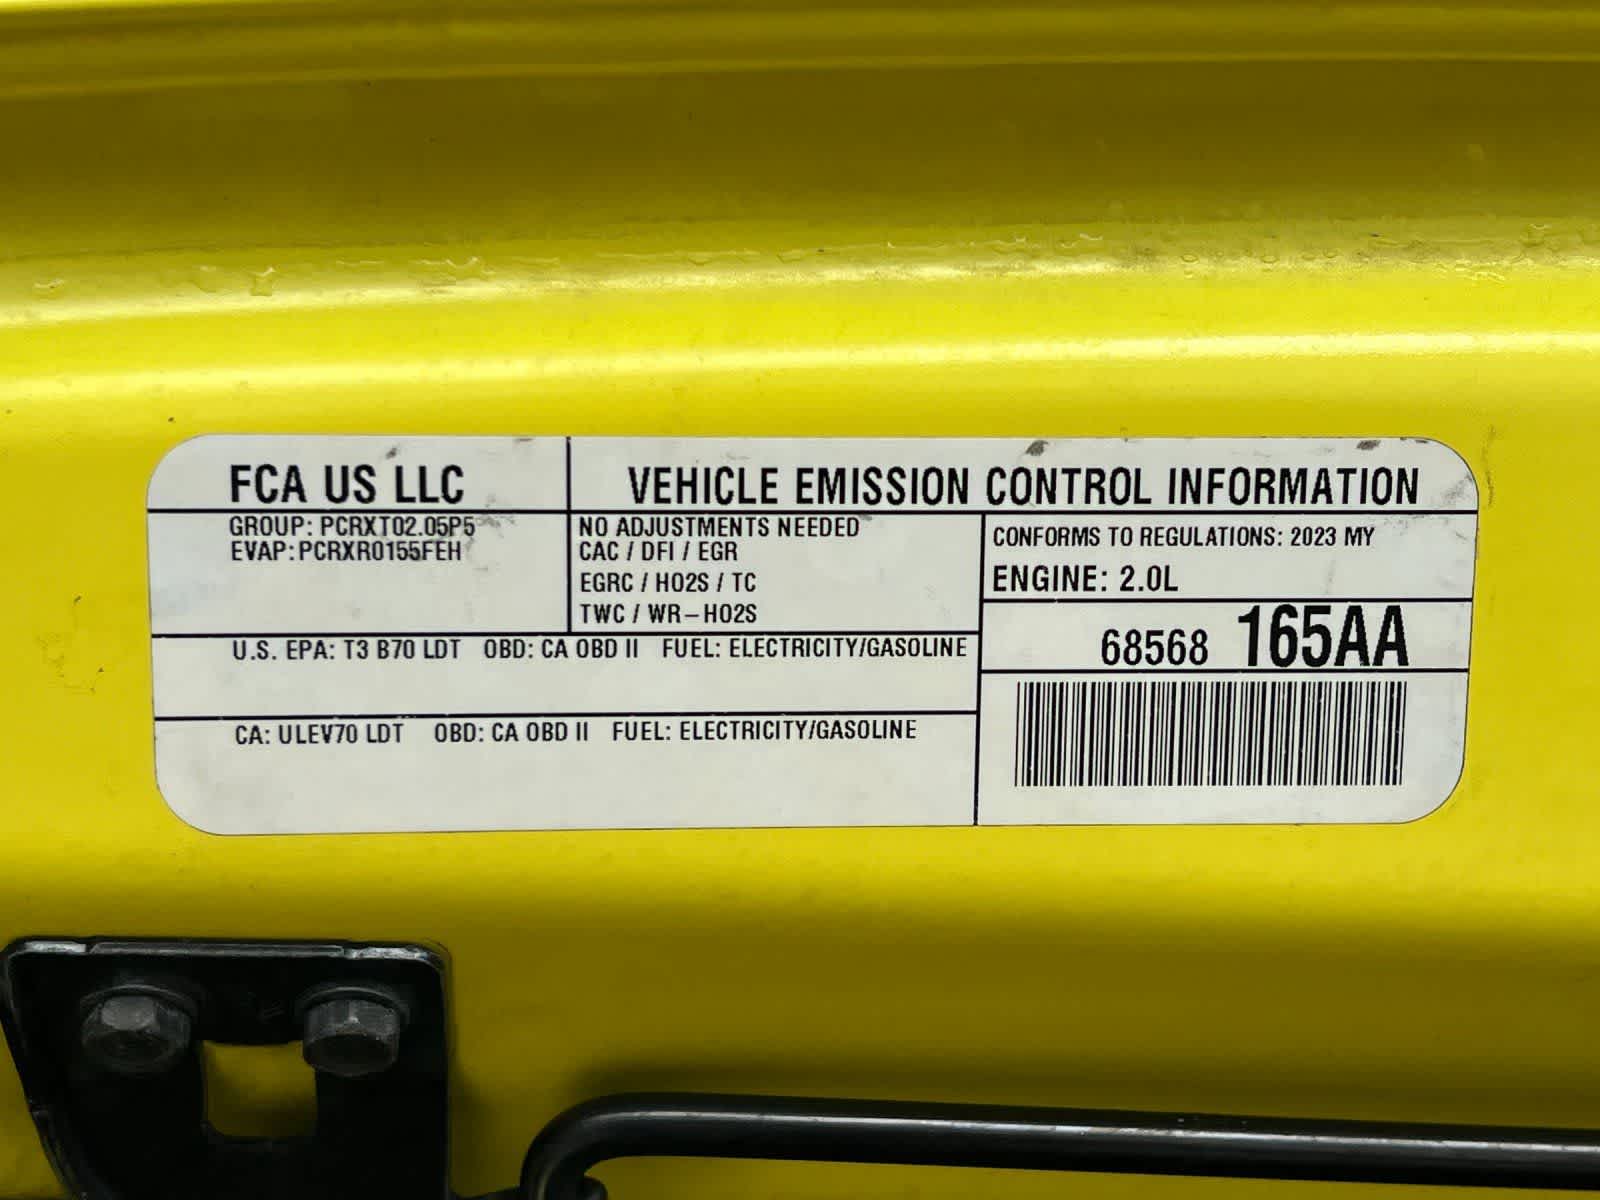 FCA US LLC
VEHICLE EMISSION CONTROL INFORMATION
GROUP: PCRXT02.05P5
EVAP: PCRXR0155FEH
NO ADJUSTMENTS NEEDED
CAC / DFI / EGR
EGRC / HO2S / TC
TWC / WR-HO2S
CONFORMS TO REGULATIONS: 2023 MY
ENGINE: 2.0L
68568 165AA
U.S. EPA: T3 B70 LDT OBD: CA OBD II FUEL: ELECTRICITY/GASOLINE
CA: ULEV70 LDT OBD: CA OBD II FUEL: ELECTRICITY/GASOLINE